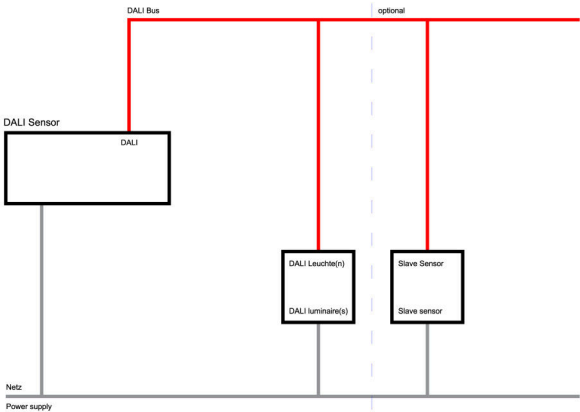 DALI Bus
optional
DALI Sensor
DALI
DALI Leuchte(n)
DALI luminaire(s)
Slave Sensor
Slave sensor
Netz
Power supply